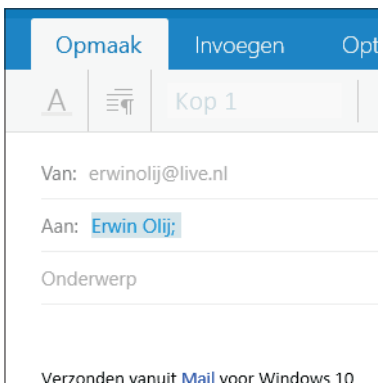 Opmaak Invoegen Opt
A Kop 1
Van: erwinolij@live.nl
Aan: Erwin Olij;
Onderwerp
Verzonden vanuit Mail voor Windows 10